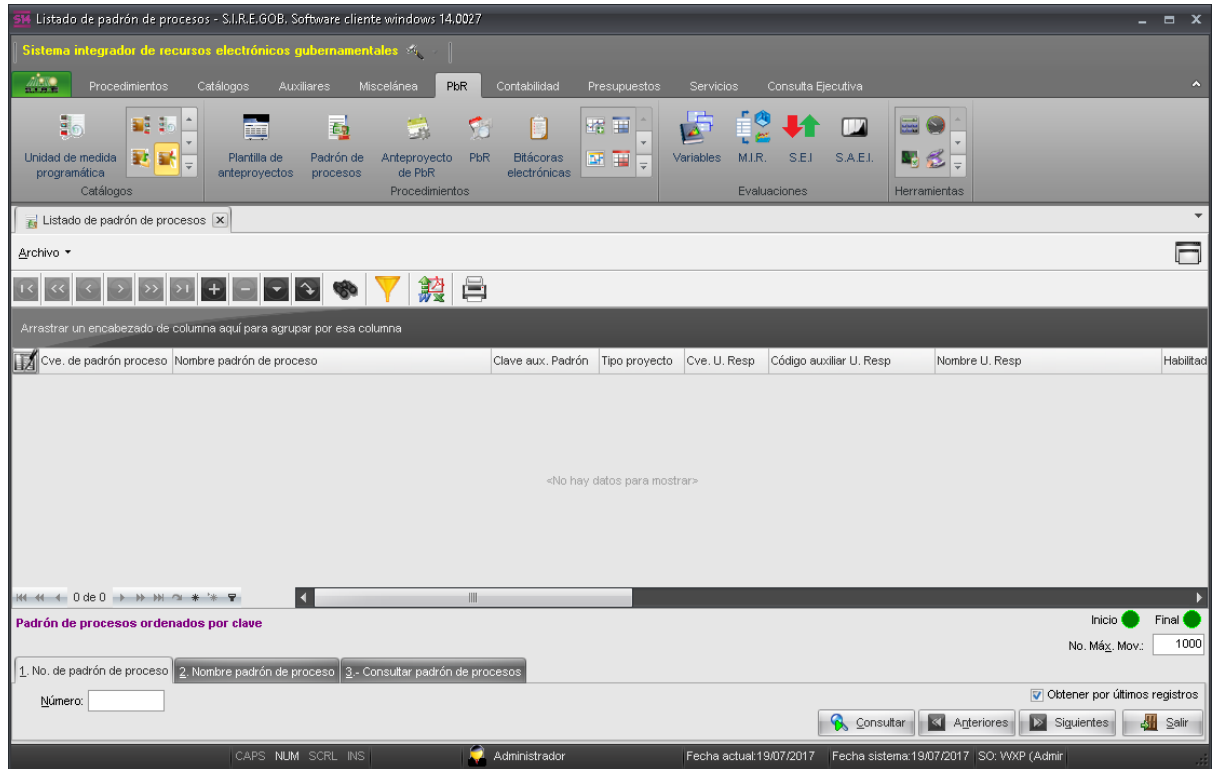 S14 Listado de padrón de procesos - S.I.R.E.GOB. Software cliente windows 14.0027
Sistema integrador de recursos electrónicos gubernamentales
Procedimientos Catálogos Auxiliares Miscelánea PbR Contabilidad Presupuestos Servicios Consulta Ejecutiva
Unidad de medida programática
Plantilla de anteproyectos
Padrón de procesos
Anteproyecto de PbR
PbR
Bitácoras electrónicas
Variables
M.I.R.
S.E.I
S.A.E.I.
Catálogos Procedimientos Evaluaciones Herramientas
Listado de padrón de procesos
Archivo
Arrastrar un encabezado de columna aquí para agrupar por esa columna
Cve. de padrón proceso Nombre padrón de proceso Clave aux. Padrón Tipo proyecto Cve. U. Resp Código auxiliar U. Resp Nombre U. Resp Habilitad
<No hay datos para mostrar>
0 de 0
Padrón de procesos ordenados por clave
Inicio Final
No. Máx. Mov.: 1000
1. No. de padrón de proceso 2. Nombre padrón de proceso 3.- Consultar padrón de procesos
Número:
Obtener por últimos registros
Consultar Anteriores Siguientes Salir
CAPS NUM SCRL INS Administrador Fecha actual:19/07/2017 Fecha sistema:19/07/2017 SO: WXP (Admir